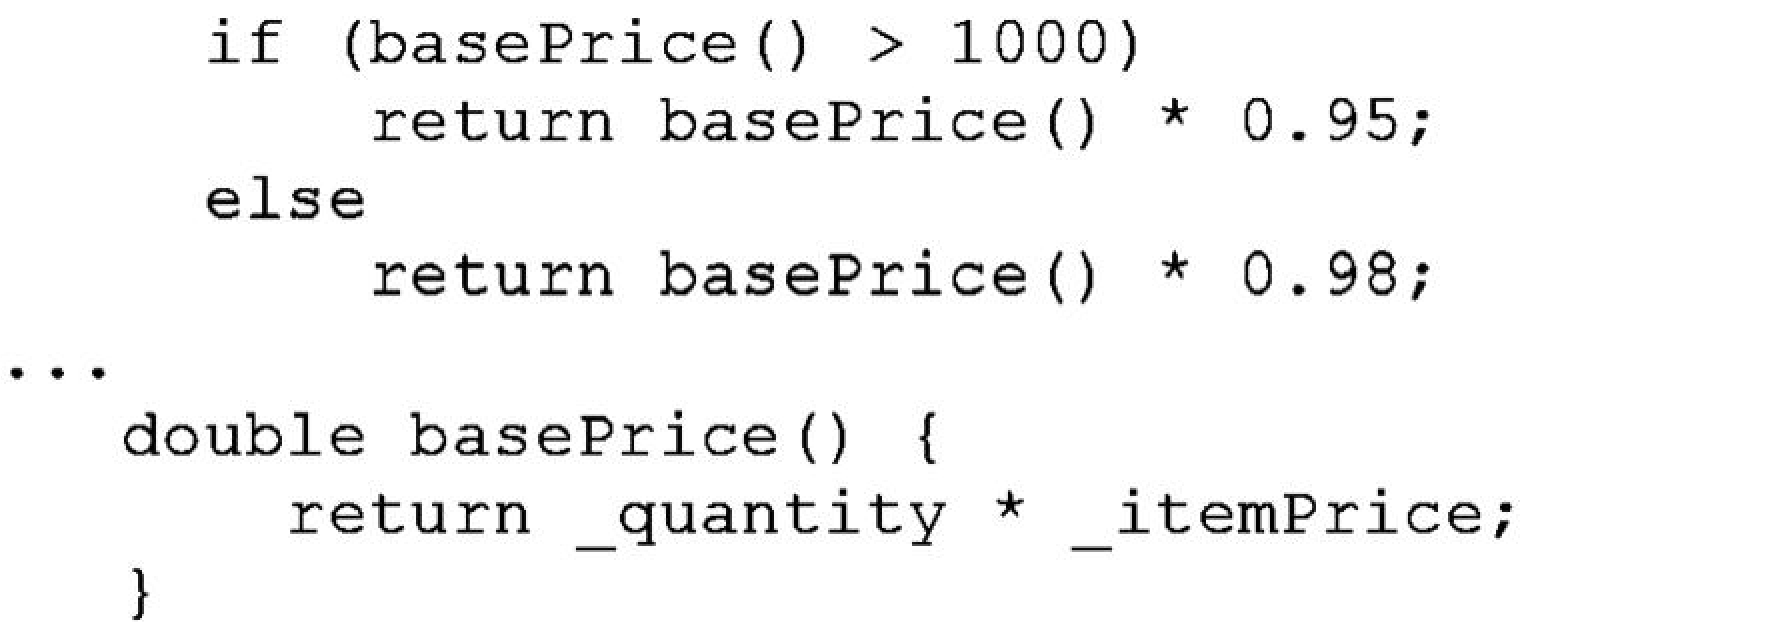 if (basePrice() > 1000)
return basePrice() * 0.95;
else
return basePrice() * 0.98;
...
double basePrice() {
return _quantity * _itemPrice;
}